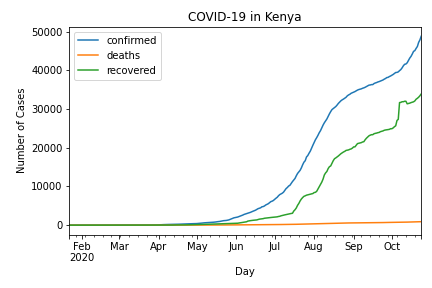 COVID-19 in Kenya
confirmed
deaths
recovered
50000
40000
30000
20000
10000
0
Number of Cases
Feb Mar Apr May Jun Jul Aug Sep Oct
2020
Day